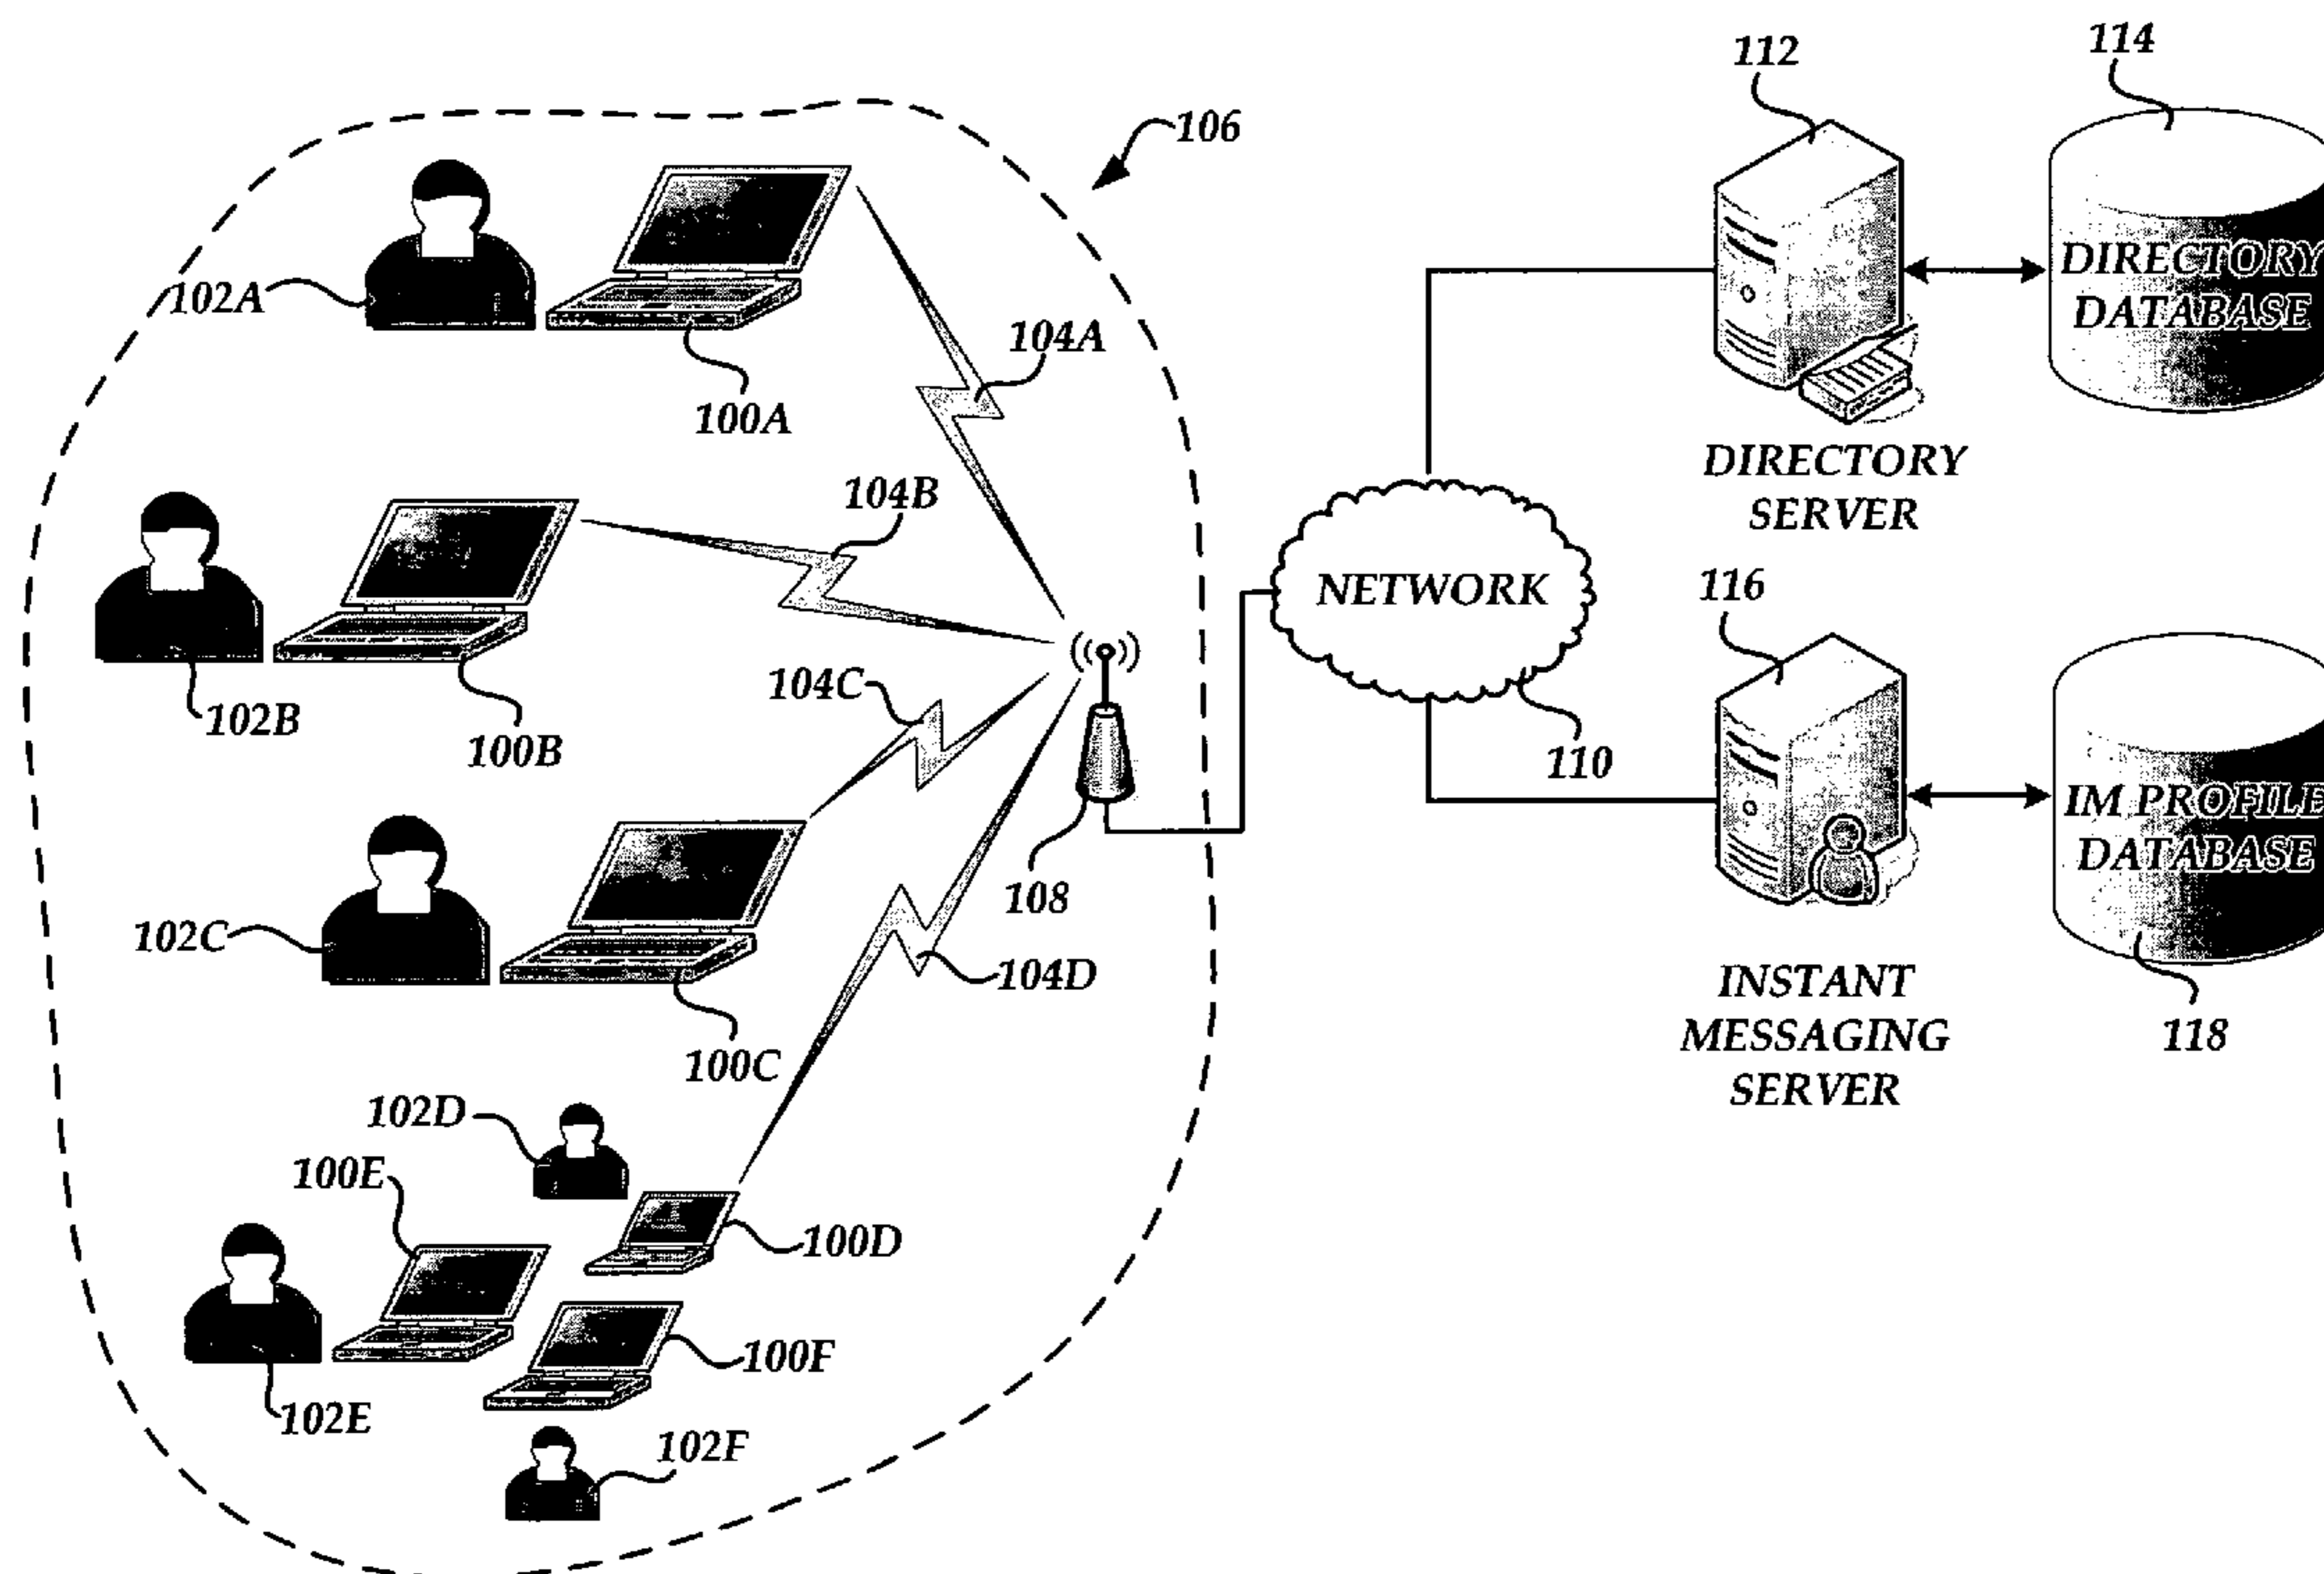 112
114
106
DIRECTORY
DATABASE
102A
104A
100A
DIRECTORY
SERVER
104B
NETWORK
116
104C
102B
100B
110
IM PROFILE
DATABASE
108
102C
104D
INSTANT
MESSAGING
SERVER
118
100C
102D
100E
100D
100F
102E
102F